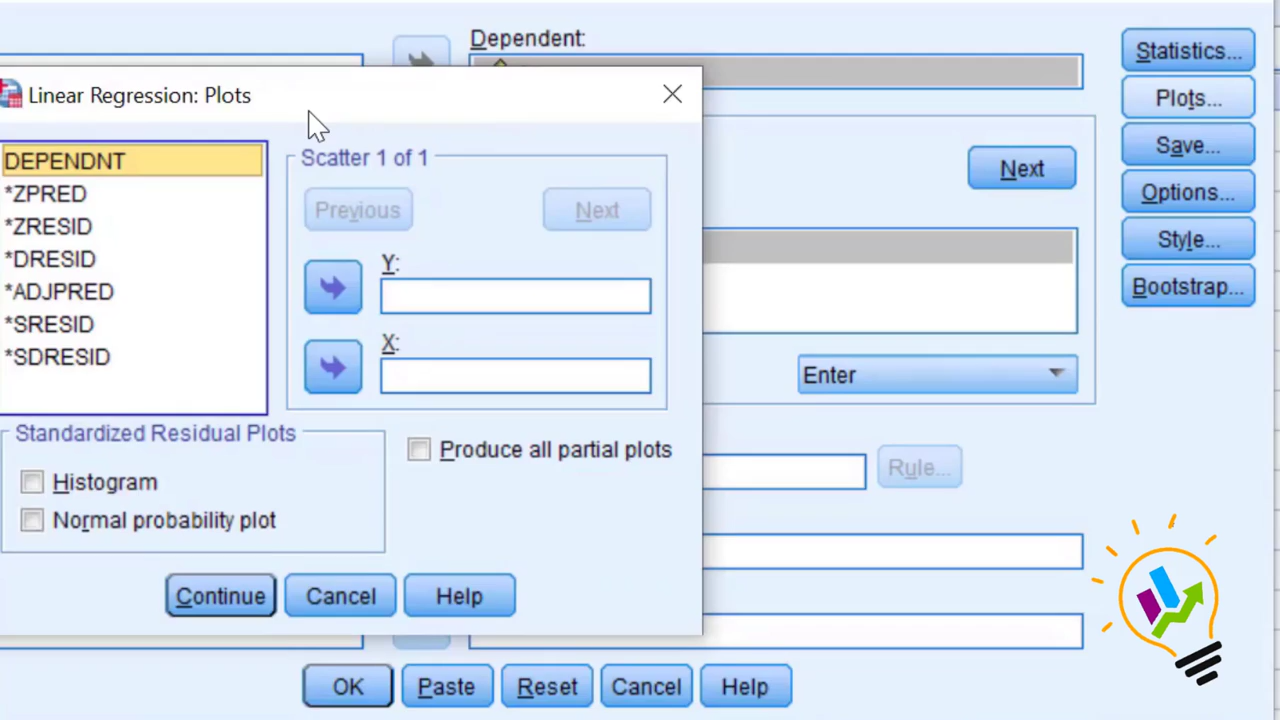 Dependent:
Statistics...
Linear Regression: Plots
Plots...
Save...
Options...
Style...
Bootstrap...
DEPENDNT
*ZPRED
*ZRESID
*DRESID
*ADJPRED
*SRESID
*SDRESID
Scatter 1 of 1
Previous
Next
Y:
X:
Next
Enter
Rule...
Standardized Residual Plots
Histogram
Normal probability plot
Produce all partial plots
Continue
Cancel
Help
OK
Paste
Reset
Cancel
Help